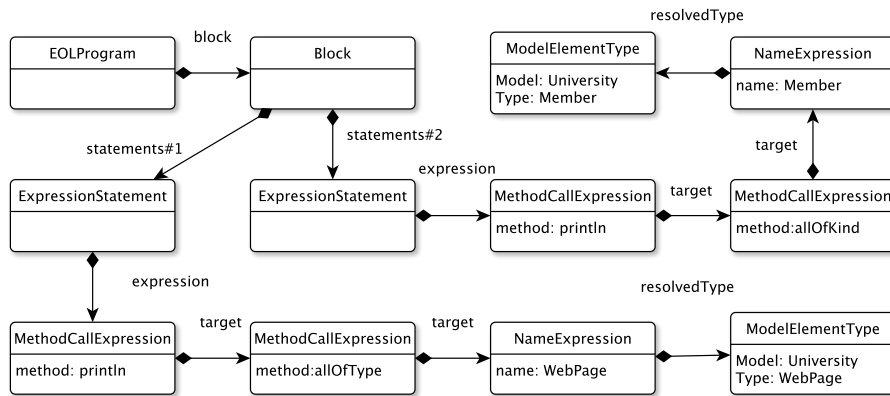 resolvedType
block
EOLProgram
Block
ModelElementType
Model: University
Type: Member
NameExpression
name: Member
statements#1
statements#2
target
expression
ExpressionStatement
ExpressionStatement
MethodCallExpression
method: println
target
MethodCallExpression
method:allOfKind
expression
resolvedType
MethodCallExpression
method: println
target
MethodCallExpression
method:allOfType
target
NameExpression
name: WebPage
ModelElementType
Model: University
Type: WebPage